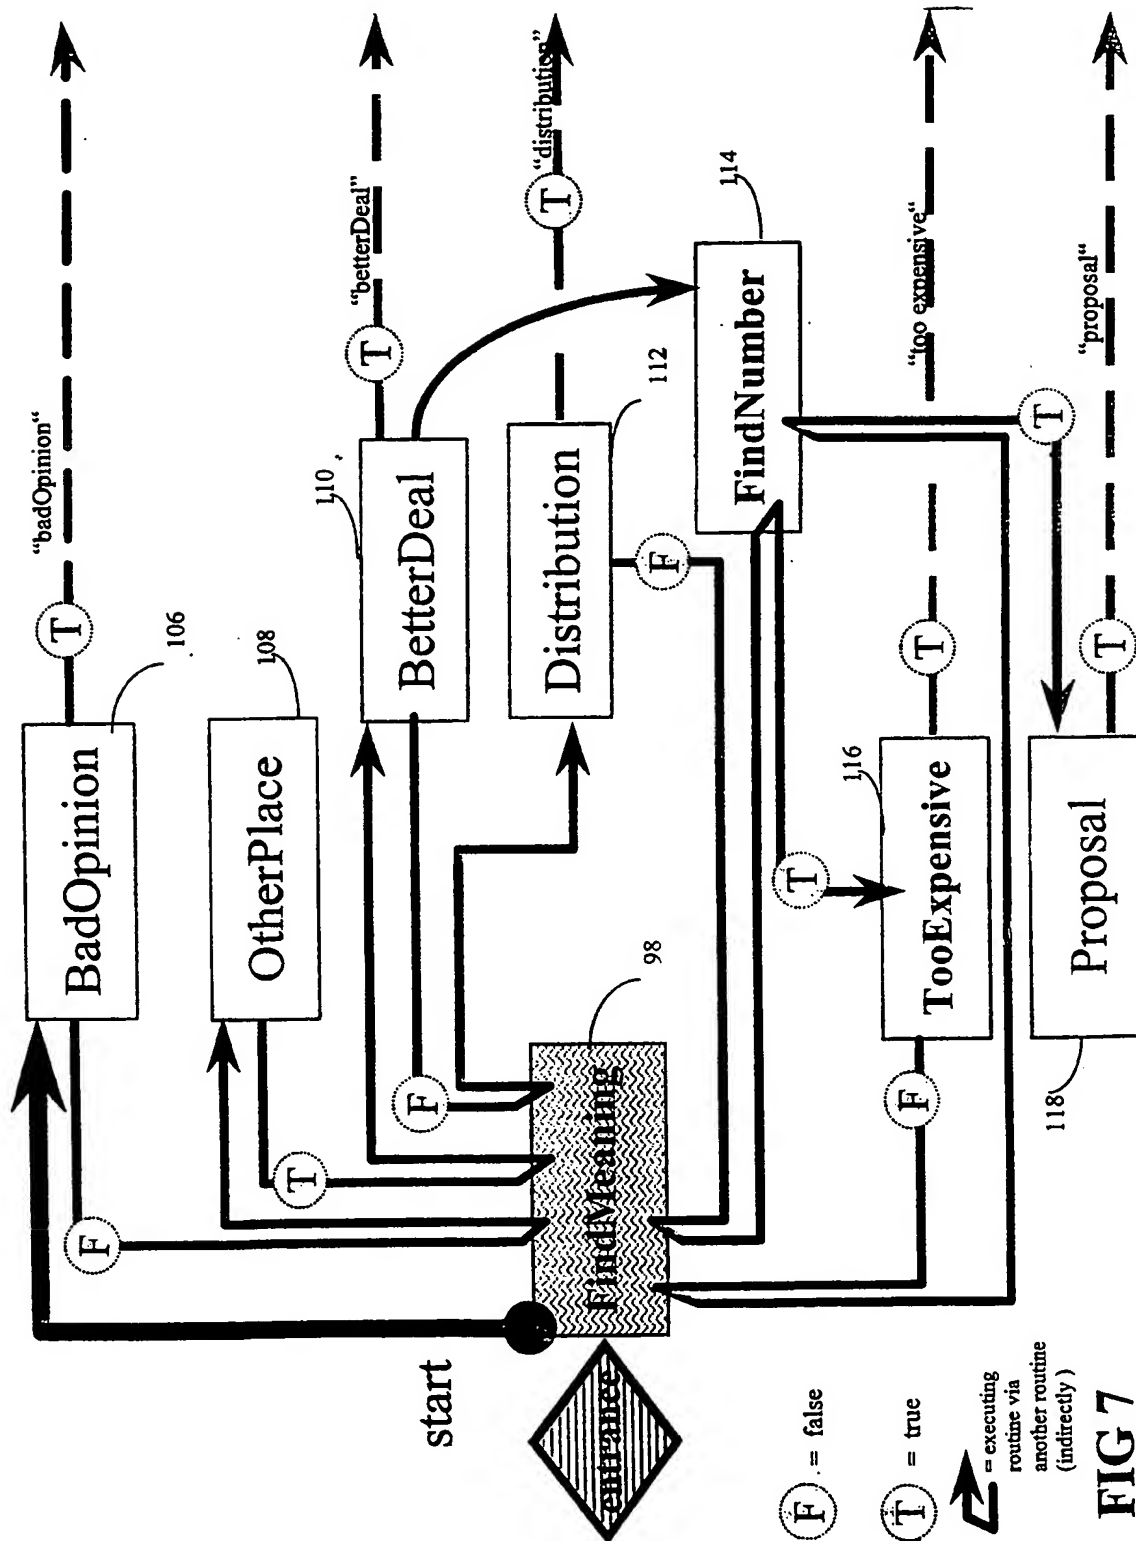 “badOpinion”
T
BadOpinion
106
F
OtherPlace
108
T
“betterDeal”
T
BetterDeal
110
F
“distribution”
T
Distribution
112
F
FindNumber
114
T
T
FindMeaning
98
start
entrance
“too expensive“
T
TooExpensive
116
F
“proposal“
T
Proposal
118
F = false
T = true
= executing
routine via
another routine
(indirectly )
FIG 7